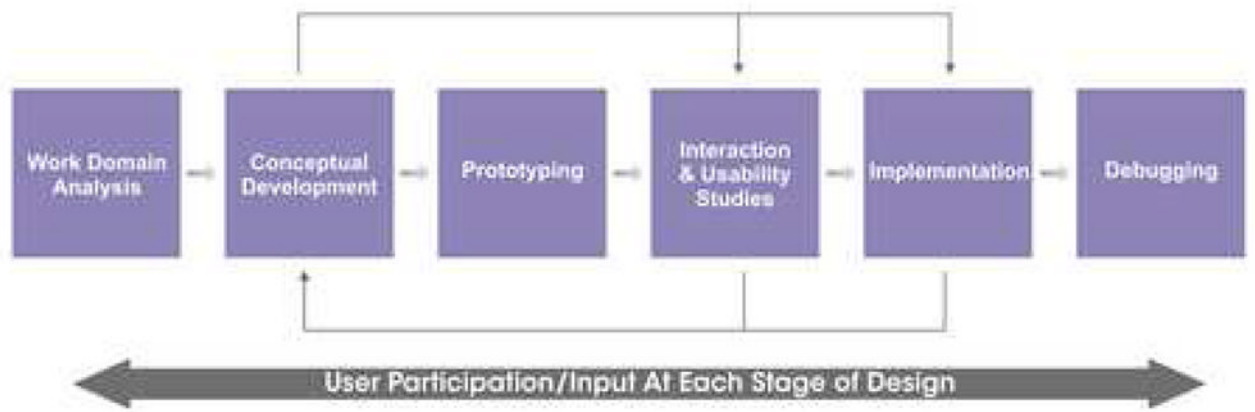 Work Domain
Analysis
Conceptual
Development
Prototyping
Interaction
& Usability
Studies
Implementation
Debugging
User Participation/Input At Each Stage of Design